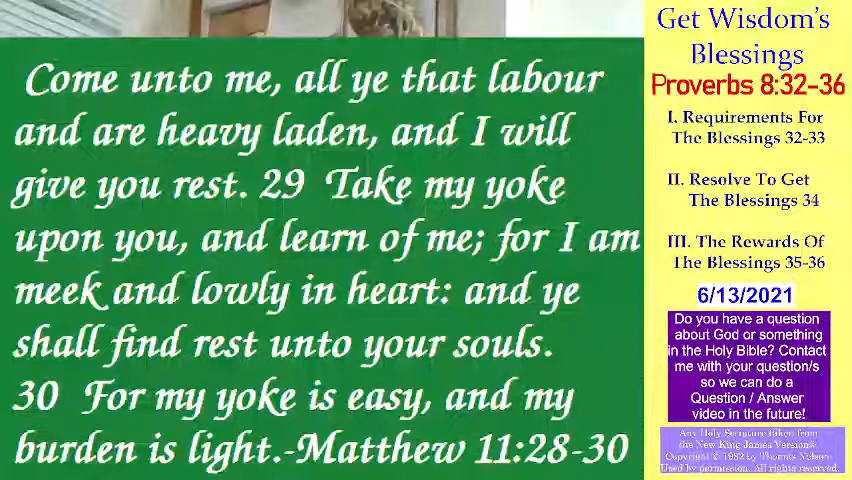 Come unto me, all ye that labour
and are heavy laden, and I will
give you rest. 29 Take my yoke
upon you, and learn of me; for I am
meek and lowly in heart: and ye
shall find rest unto your souls.
30 For my yoke is easy, and my
burden is light.-Matthew 11:28-30
Get Wisdom's
Blessings
Proverbs 8:32-36
I. Requirements For
The Blessings 32-33
II. Resolve To Get
The Blessings 34
III. The Rewards Of
The Blessings 35-36
6/13/2021
Do you have a question
about God or something
in the Holy Bible? Contact
me with your question/s
so we can do a
Question / Answer
video in the future!
Any Holy Scripture taken from
the New King James Version®
Copyright © 1982 by Thomas Nelson
Used by permission. All rights reserved.